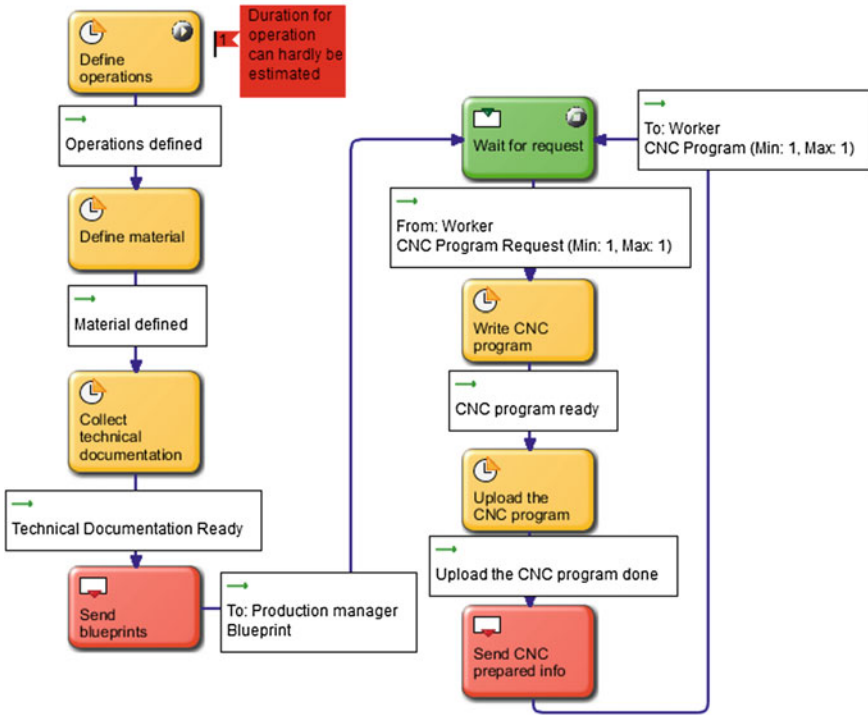 Define
operations
1
Duration for
operation
can hardly be
estimated
Operations defined
Define material
Material defined
Collect
technical
documentation
Technical Documentation Ready
Send
blueprints
To: Production manager
Blueprint
Wait for request
To: Worker
CNC Program (Min: 1, Max: 1)
From: Worker
CNC Program Request (Min: 1, Max: 1)
Write CNC
program
CNC program ready
Upload the
CNC program
Upload the CNC program done
Send CNC
prepared info